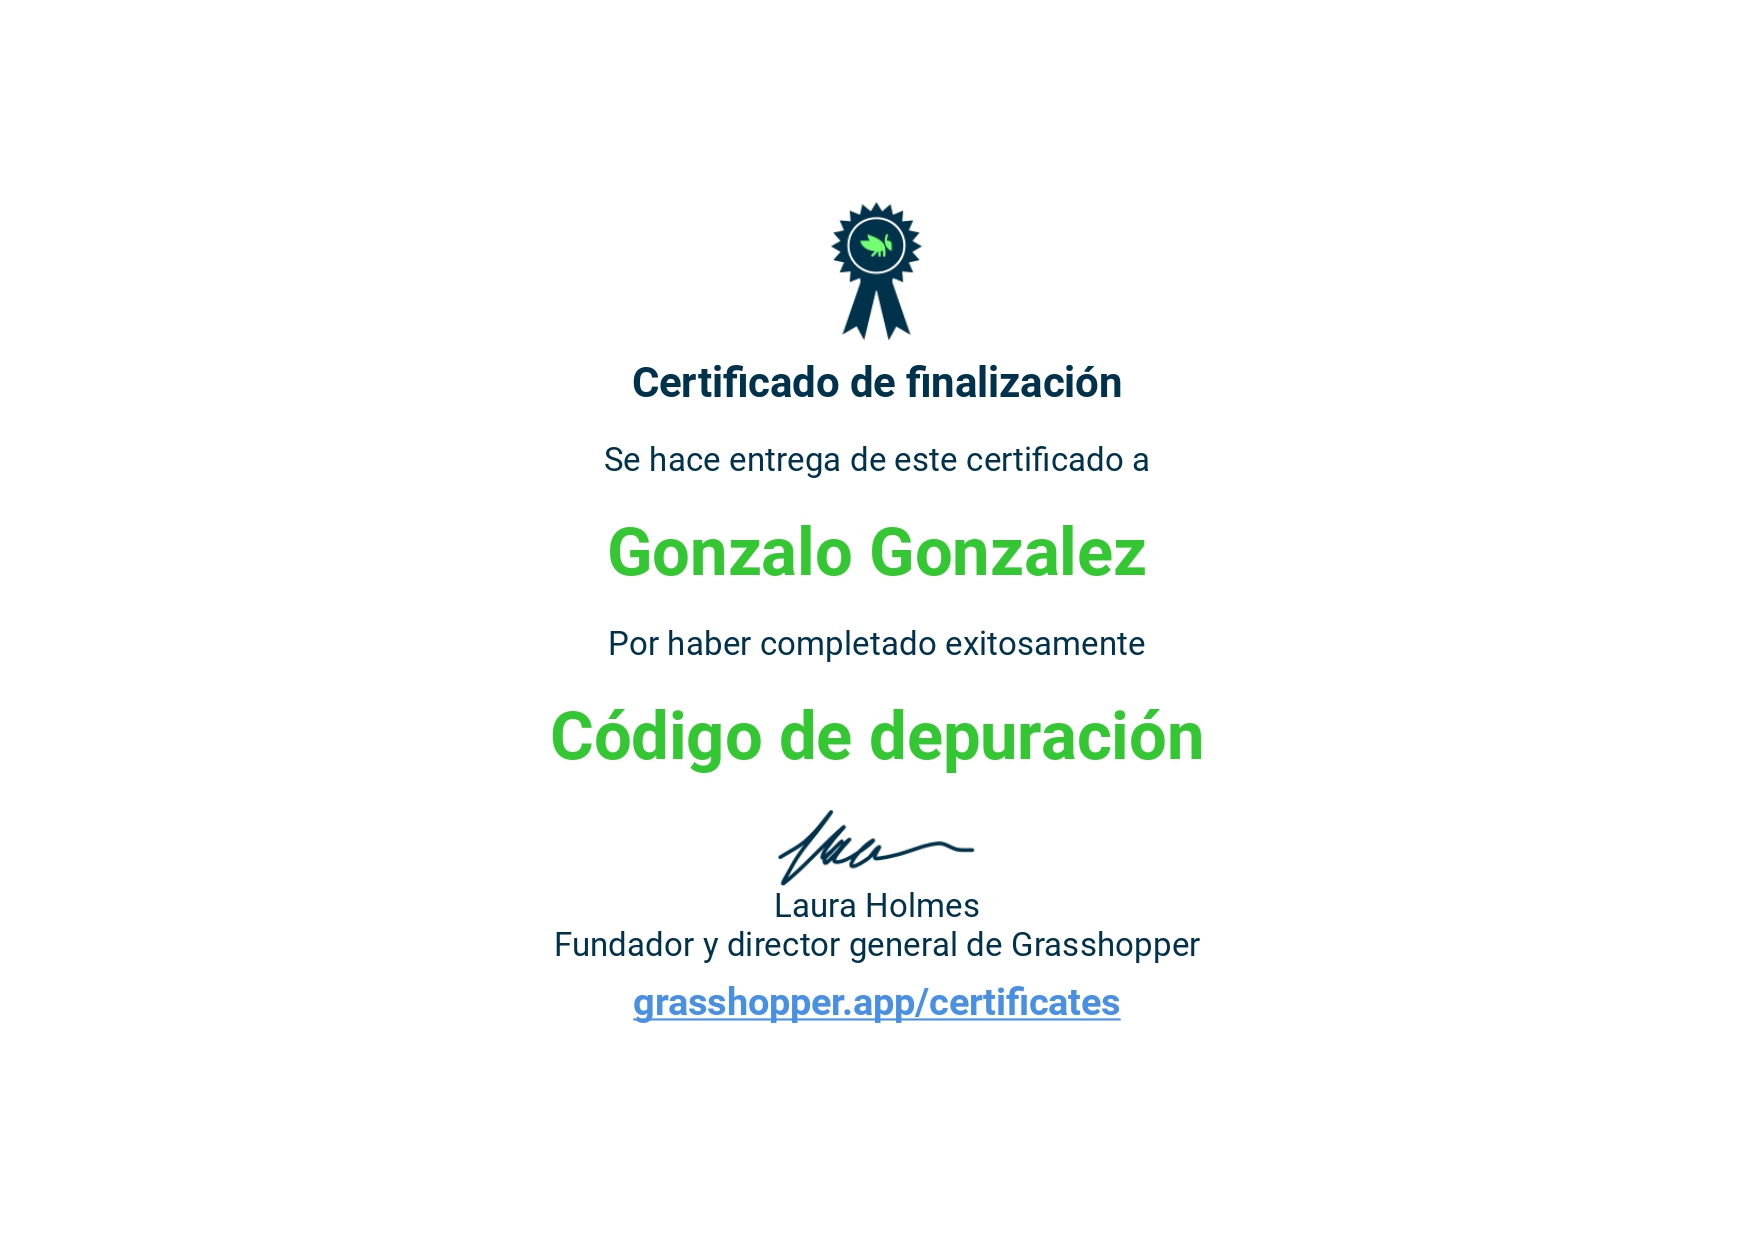 Certificado de finalización
Se hace entrega de este certificado a
Gonzalo Gonzalez
Por haber completado exitosamente
Código de depuración
Laura Holmes
Fundador y director general de Grasshopper
grasshopper.app/certificates